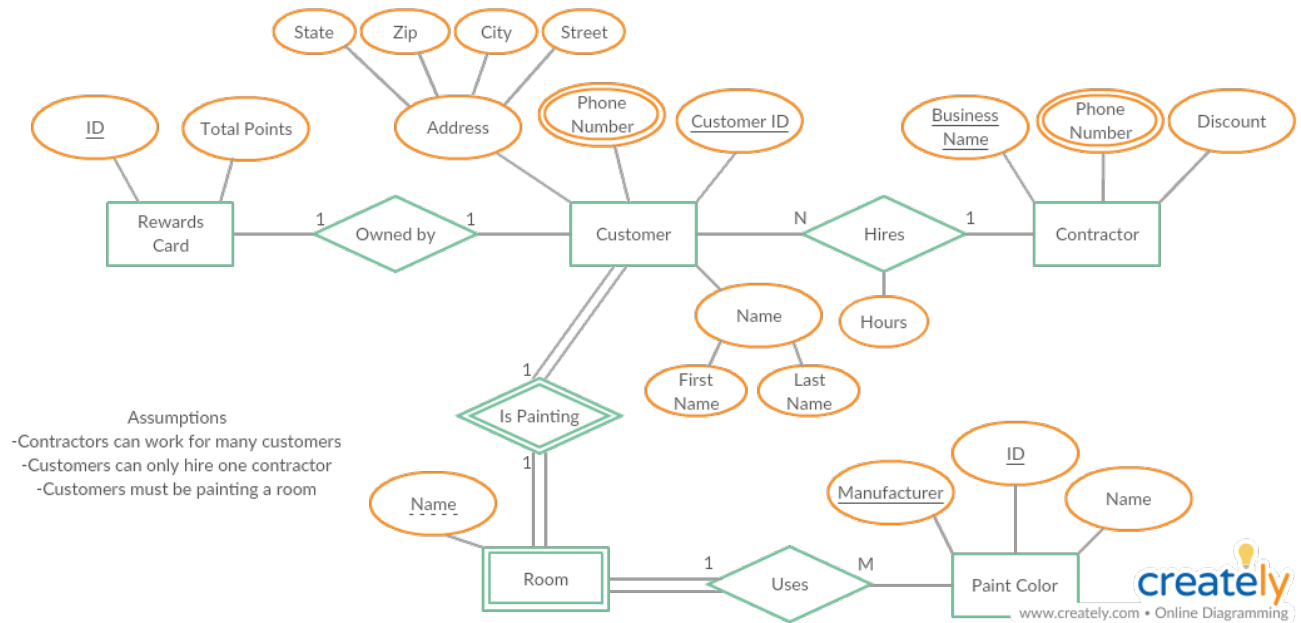 State
Zip
City
Street
ID
Total Points
Address
Phone
Number
Customer ID
Business
Name
Phone
Number
Discount
Rewards
Card
1
Owned by
1
Customer
N
Hires
1
Contractor
Name
Hours
First
Name
Last
Name
1
Is Painting
1
Assumptions
-Contractors can work for many customers
-Customers can only hire one contractor
-Customers must be painting a room
Name
Manufacturer
ID
Name
Room
1
Uses
M
Paint Color
creately
www.creately.com • Online Diagramming